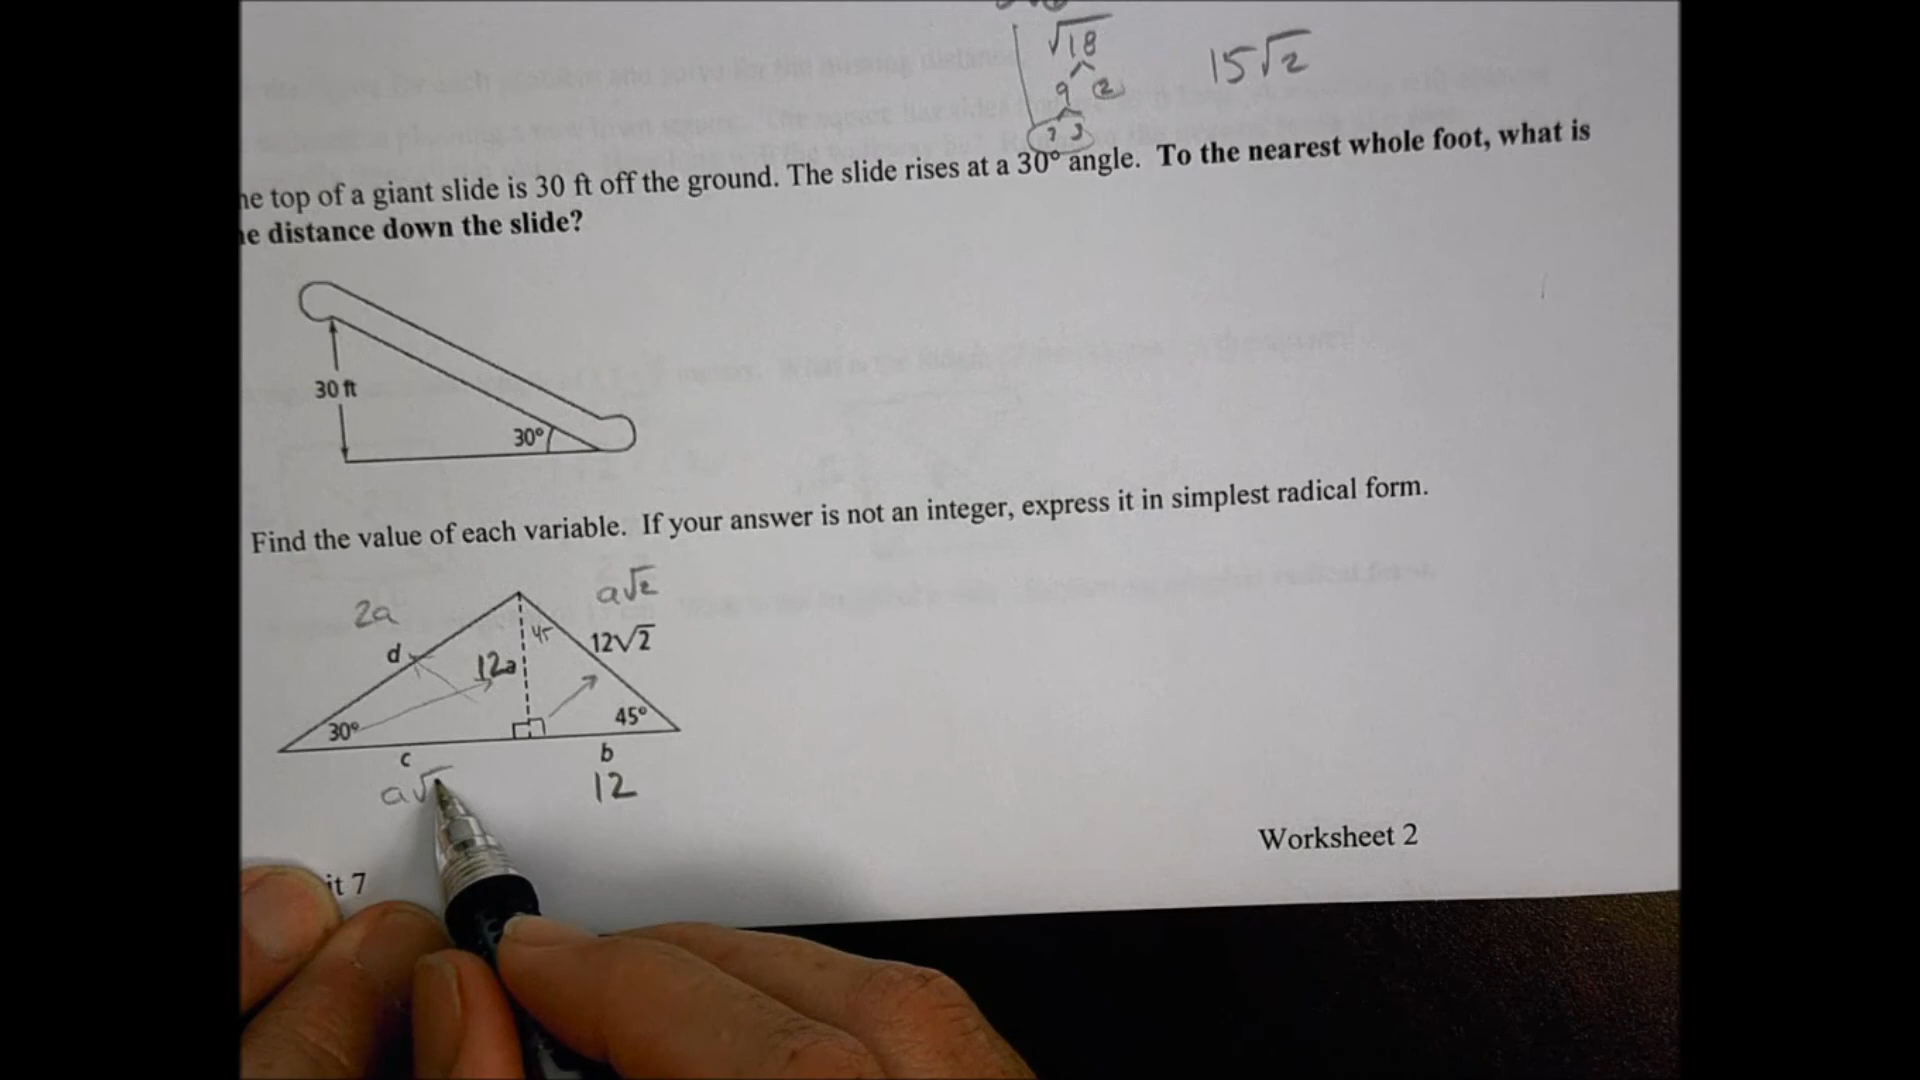 √18
15√2
9 2
3
he top of a giant slide is 30 ft off the ground. The slide rises at a 30° angle. To the nearest whole foot, what is
he distance down the slide?
30 ft
30°
Find the value of each variable. If your answer is not an integer, express it in simplest radical form.
a√2
2a
45
12√2
d
12a
45°
30°
c
b
a√
12
Worksheet 2
it 7